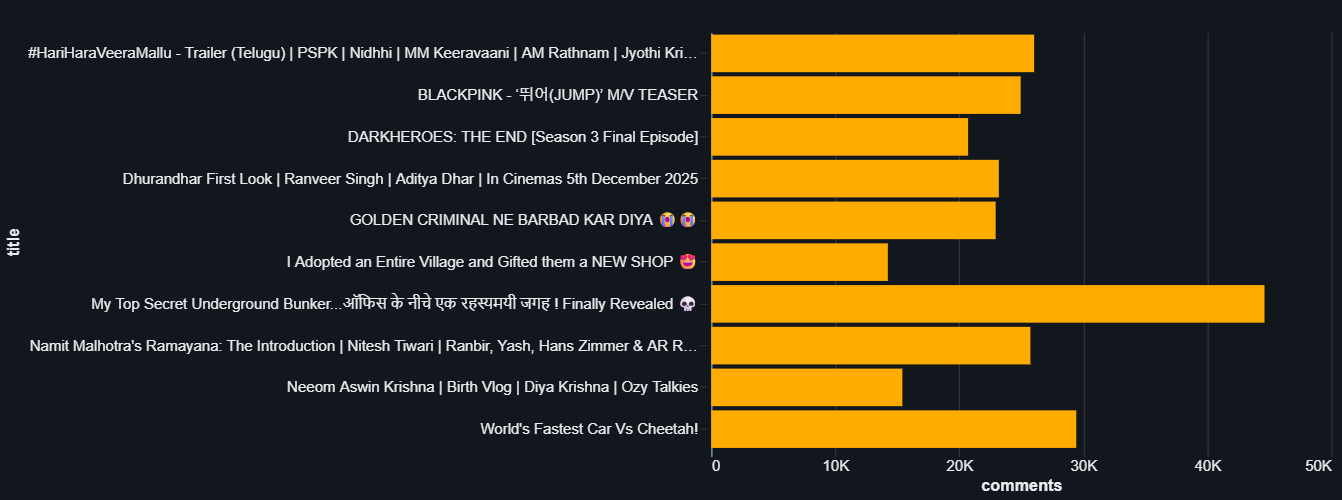 #HariHaraVeeraMallu - Trailer (Telugu) | PSPK | Nidhhi | MM Keeravaani | AM Rathnam | Jyothi Kri...
BLACKPINK - ‘뛰어(JUMP)’ M/V TEASER
DARKHEROES: THE END [Season 3 Final Episode]
Dhurandhar First Look | Ranveer Singh | Aditya Dhar | In Cinemas 5th December 2025
GOLDEN CRIMINAL NE BARBAD KAR DIYA 😭 😭
I Adopted an Entire Village and Gifted them a NEW SHOP 😍
My Top Secret Underground Bunker...ऑफिस के नीचे एक रहस्यमयी जगह ! Finally Revealed 💀
Namit Malhotra's Ramayana: The Introduction | Nitesh Tiwari | Ranbir, Yash, Hans Zimmer & AR R...
Neeom Aswin Krishna | Birth Vlog | Diya Krishna | Ozy Talkies
World's Fastest Car Vs Cheetah!
title
0 10K 20K 30K 40K 50K
comments